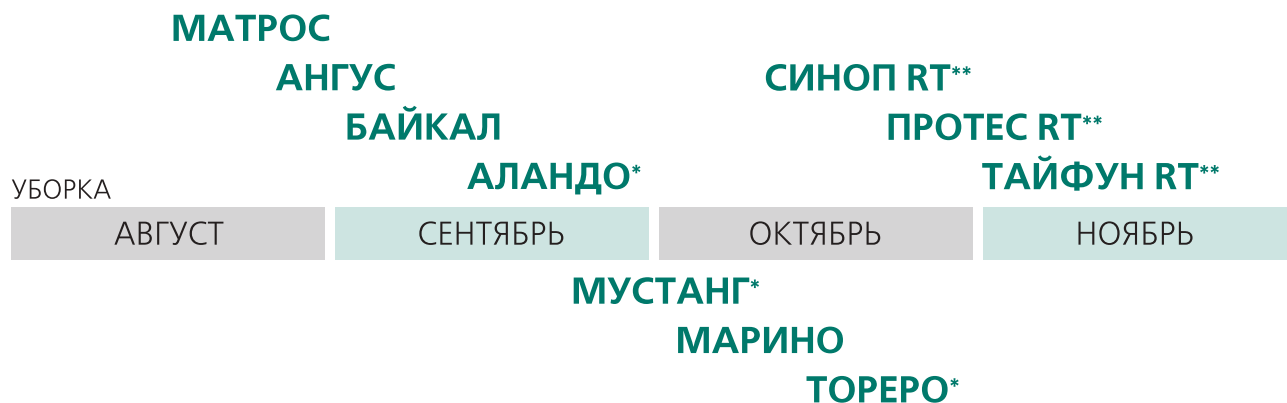 МАТРОС
АНГУС СИНОП RT**
БАЙКАЛ ПРОТЕС RT**
АЛАНДО* ТАЙФУН RT**
УБОРКА
АВГУСТ СЕНТЯБРЬ ОКТЯБРЬ НОЯБРЬ
МУСТАНГ*
МАРИНО
ТОРЕРО*